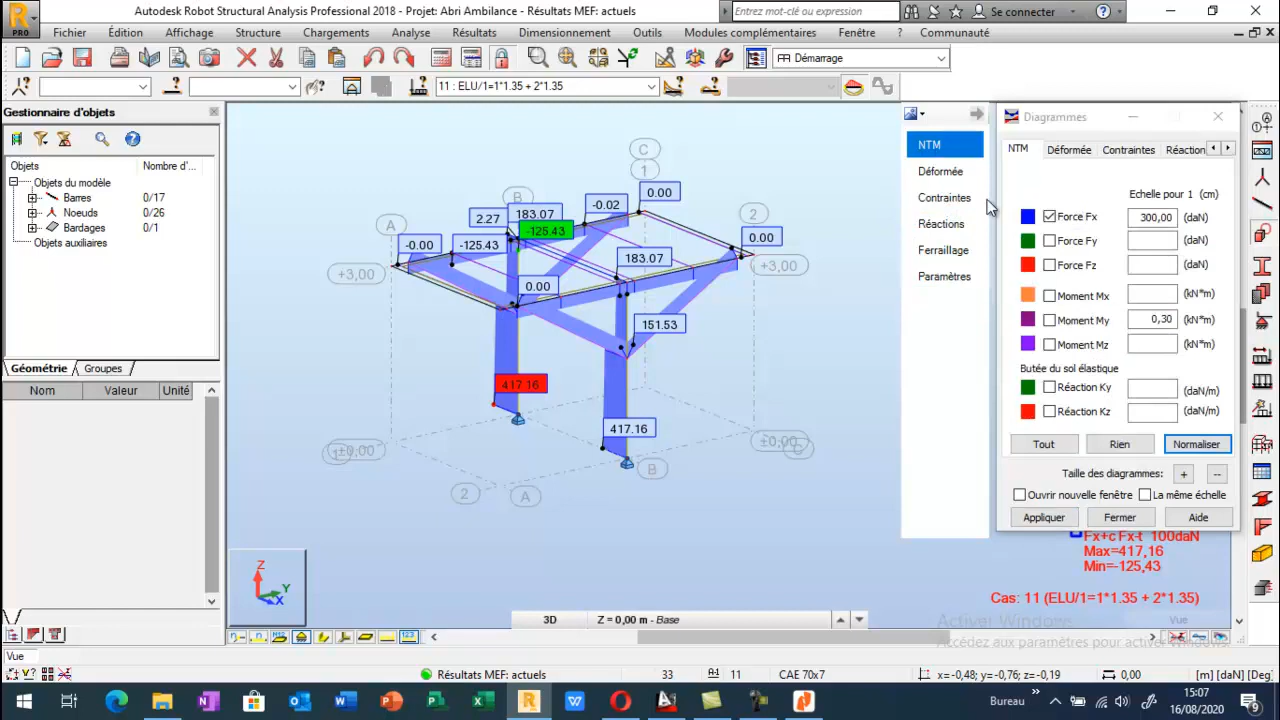 Autodesk Robot Structural Analysis Professional 2018 - Projet: Abri Ambiance - Résultats MEF: actuels
Entrez mot-clé ou expression
Se connecter
PRO
Fichier Édition Affichage Structure Chargements Analyse Résultats Dimensionnement Outils Modules complémentaires Fenêtre ? Communauté
Démarrage
11 : ELU/1=1*1.35 + 2*1.35
Gestionnaire d'objets
Objets Nombre d'...
Objets du modèle
Barres 0/17
Noeuds 0/26
Bardages 0/1
Objets auxiliaires
Géométrie Groupes
Nom Valeur Unité
C
1
B
A
2
0.00
-0.02
2.27
183.07
-125.43
-0.00
-125.43
0.00
183.07
+3,00
+3,00
0.00
151.53
417.16
417.16
±0,00
±0,00
C
B
2
A
Z
Y
X
NTM
Déformée
Contraintes
Réactions
Ferraillage
Paramètres
Diagrammes
NTM Déformée Contraintes Réaction
Echelle pour 1 (cm)
Force Fx 300,00 (daN)
Force Fy (daN)
Force Fz (daN)
Moment Mx (kN*m)
Moment My 0,30 (kN*m)
Moment Mz (kN*m)
Butée du sol élastique
Réaction Ky (daN/m)
Réaction Kz (daN/m)
Tout Rien Normaliser
Taille des diagrammes: + --
Ouvrir nouvelle fenêtre La même échelle
Appliquer Fermer Aide
Fx+c Fx-t 100daN
Max=417,16
Min=-125,43
Cas: 11 (ELU/1=1*1.35 + 2*1.35)
Activer Windows
Accédez aux paramètres pour activer Windows.
Vue
3D Z = 0,00 m - Base
Vue
Résultats MEF: actuels 33 11 CAE 70x7 x=-0,48; y=-0,76; z=-0,19 0,00 [m] [daN] [Deg]
Bureau
15:07
16/08/2020